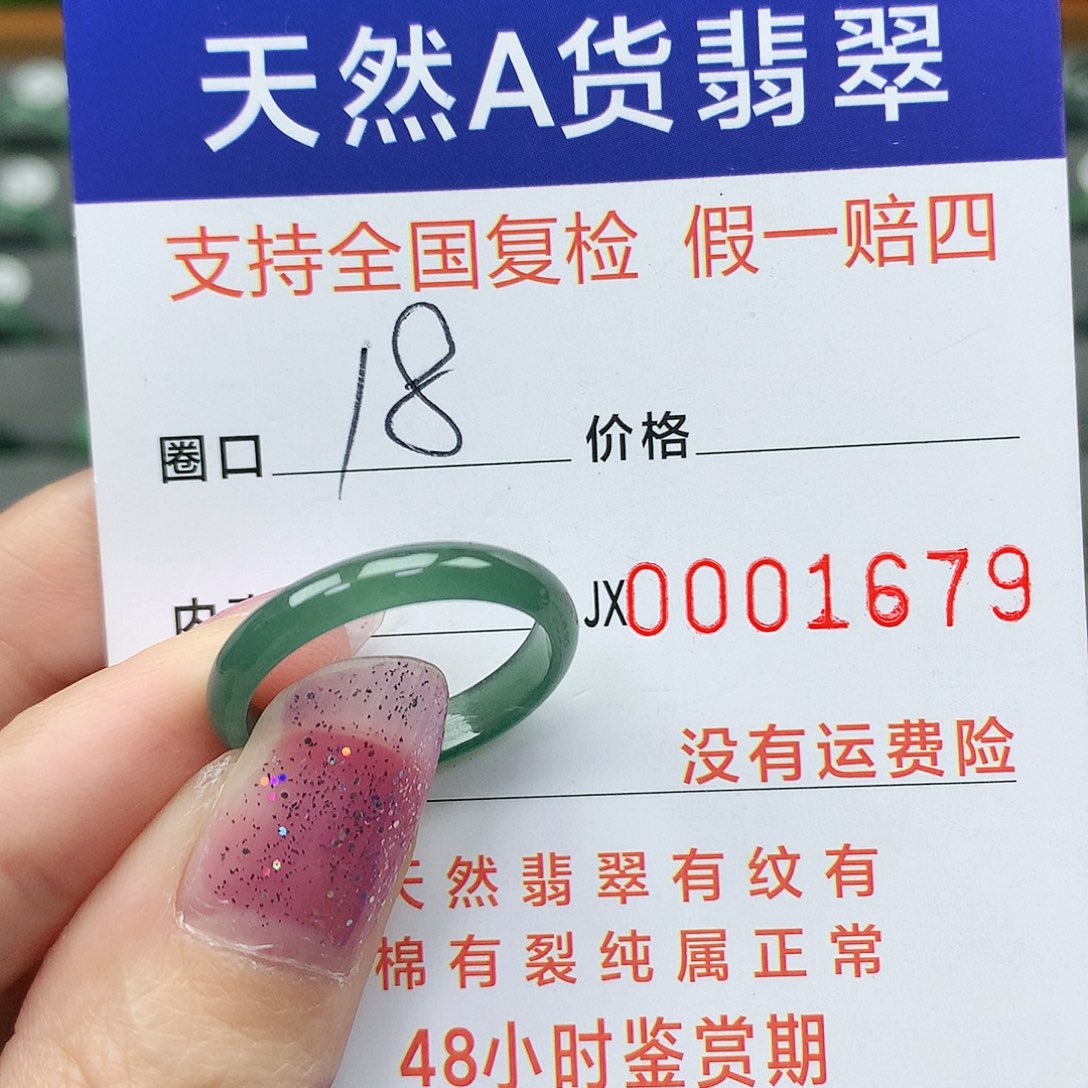 天然A货翡翠
支持全国复检 假一赔四
圈口 18 价格
内 JX0001679
没有运费险
天然翡翠有纹有
棉有裂纯属正常
48小时鉴赏期